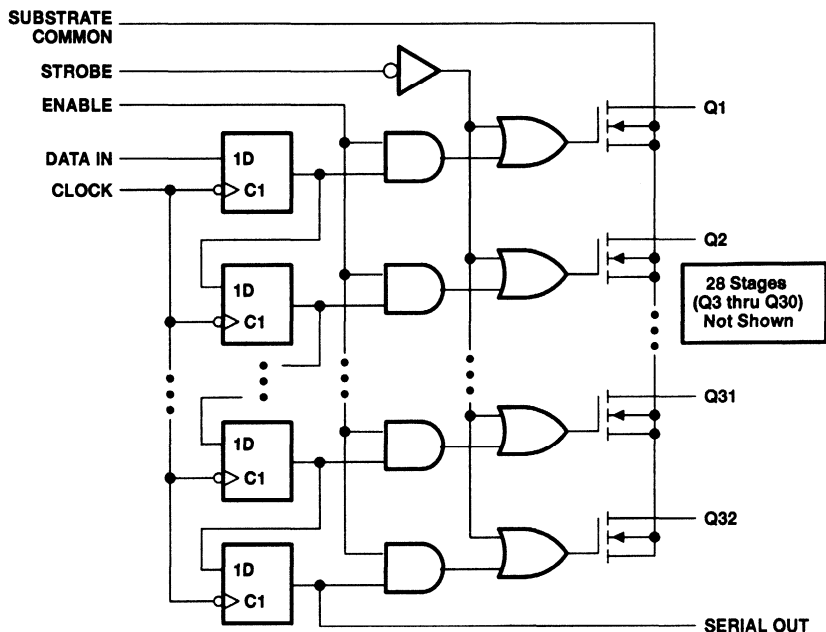 SUBSTRATE
COMMON
STROBE
ENABLE
Q1
DATA IN
1D
CLOCK
C1
Q2
1D
C1
28 Stages
(Q3 thru Q30)
Not Shown
Q31
1D
C1
Q32
1D
C1
SERIAL OUT